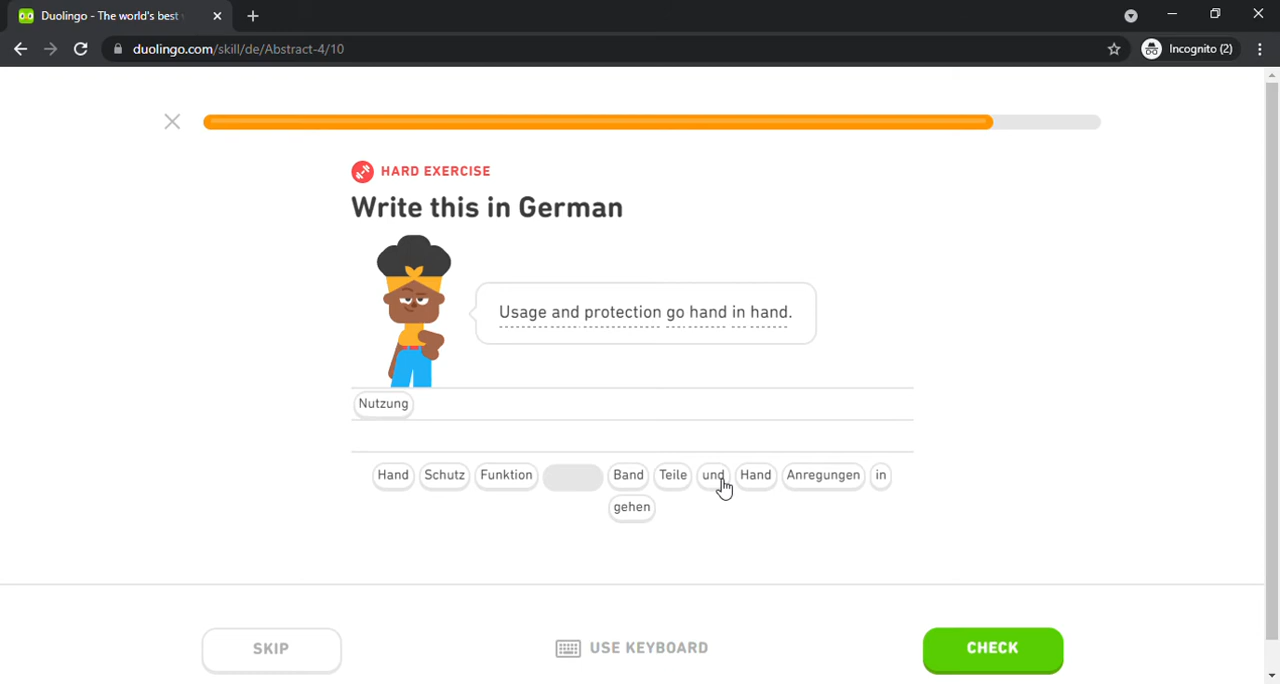 Duolingo - The world's best
duolingo.com/skill/de/Abstract-4/10
Incognito (2)
HARD EXERCISE
Write this in German
Usage and protection go hand in hand.
Nutzung
Hand Schutz Funktion Band Teile und Hand Anregungen in
gehen
SKIP
USE KEYBOARD
CHECK